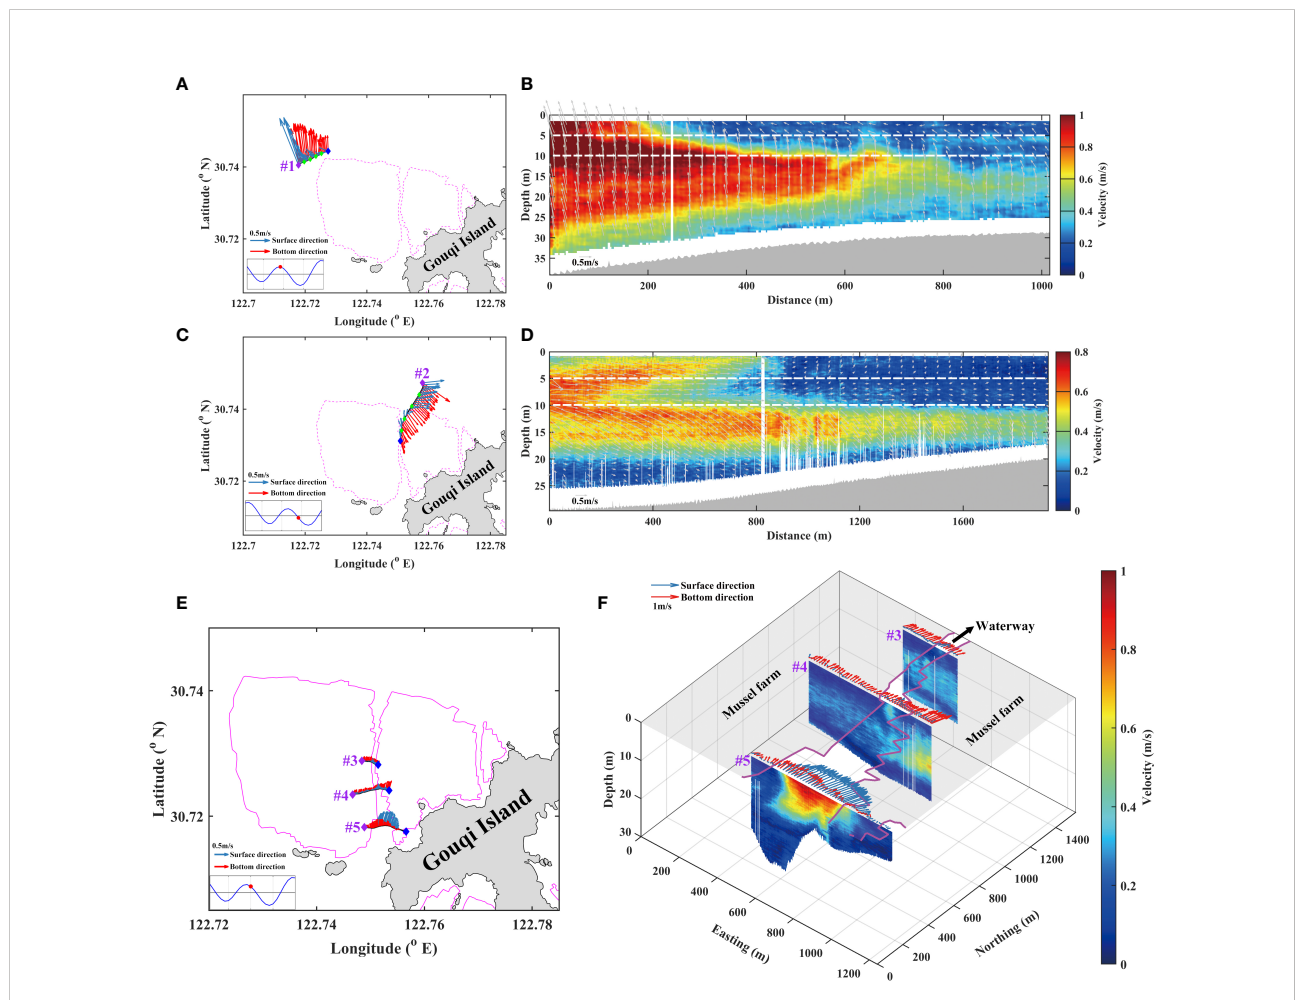 A
30.74
30.72
Latitude (° N)
#1
0.5m/s
Surface direction
Bottom direction
Gouqi Island
122.7
122.72
122.74
122.76
122.78
Longitude (° E)
B
0
5
10
15
20
25
30
35
Depth (m)
0.5m/s
0
200
400
600
800
1000
Distance (m)
1
0.8
0.6
0.4
0.2
0
Velocity (m/s)
C
30.74
30.72
Latitude (° N)
#2
0.5m/s
Surface direction
Bottom direction
Gouqi Island
122.7
122.72
122.74
122.76
122.78
Longitude (° E)
D
0
5
10
15
20
25
Depth (m)
0.5m/s
0
400
800
1200
1600
Distance (m)
0.8
0.6
0.4
0.2
0
Velocity (m/s)
E
30.74
30.72
Latitude (° N)
#3
#4
#5
0.5m/s
Surface direction
Bottom direction
Gouqi Island
122.72
122.74
122.76
122.78
Longitude (° E)
F
Surface direction
Bottom direction
1m/s
Waterway
#3
#4
#5
Mussel farm
Mussel farm
0
10
20
30
Depth (m)
0
200
400
600
800
1000
1200
Easting (m)
0
200
400
600
800
1000
1200
1400
Northing (m)
1
0.8
0.6
0.4
0.2
0
Velocity (m/s)